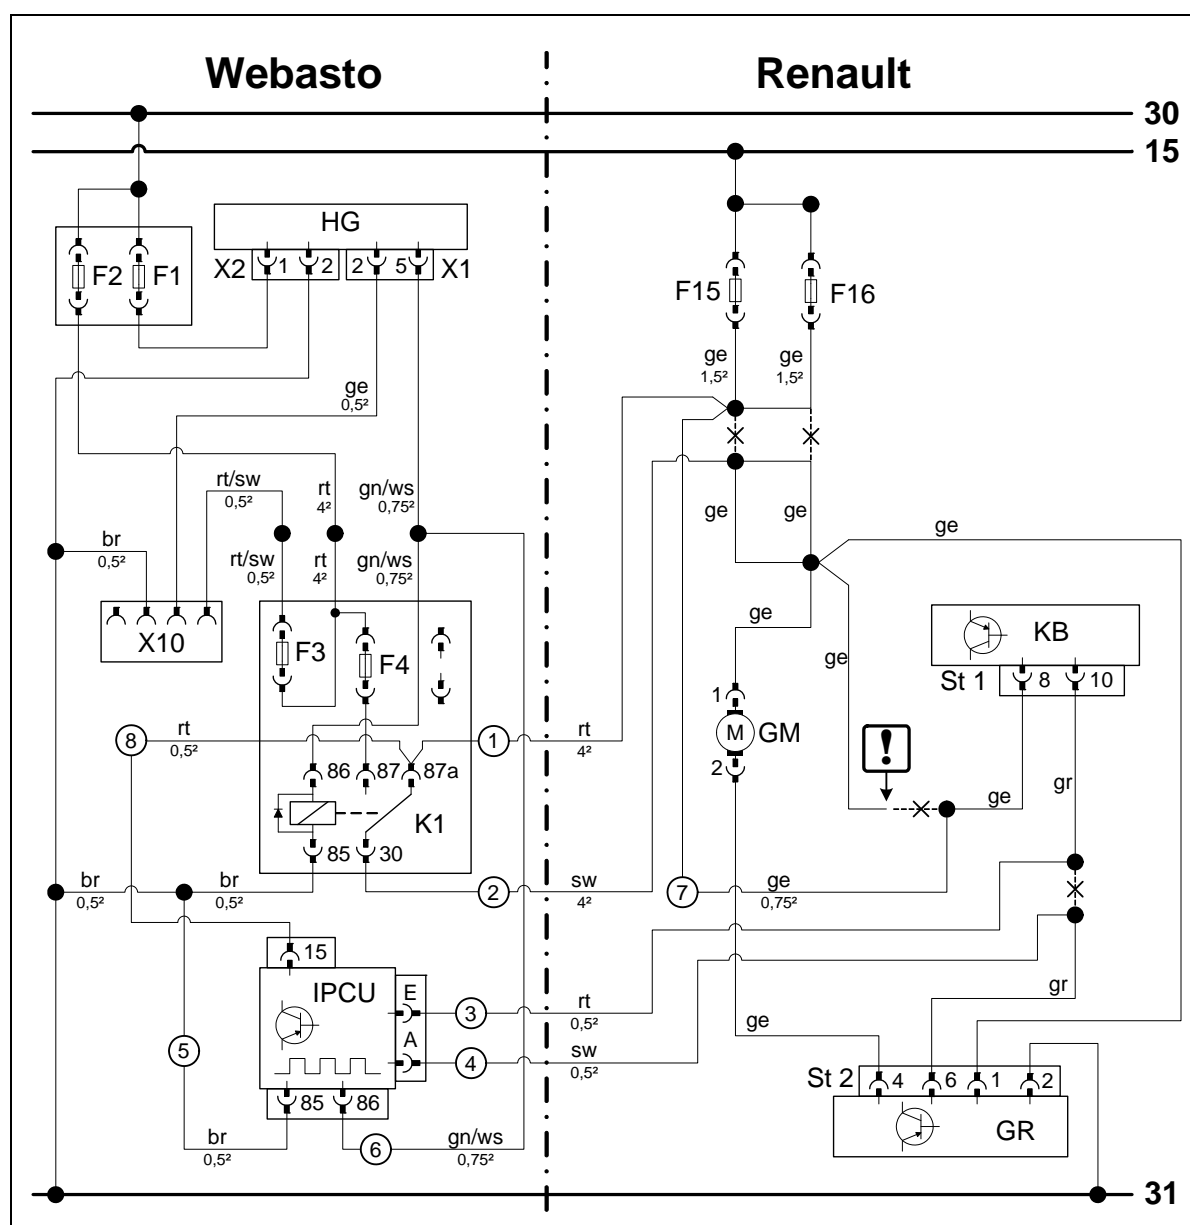 Webasto Renault
30
15
HG
X2 1 2 2 5 X1
F2 F1
F15 F16
ge ge
1,5² 1,5²
ge
0,5²
rt/sw rt gn/ws
0,5² 4² 0,75²
ge ge ge
br
0,5²
rt/sw rt gn/ws
0,5² 4² 0,75²
X10
F3 F4
ge
KB
ge
St 1 8 10
1
M GM
2
!
8 rt
0,5²
1 rt
4²
86 87 87a
K1
85 30
ge gr
br br
0,5² 0,5²
2 sw
4²
7 ge
0,75²
15
IPCU E
A
3 rt
0,5²
4 sw
0,5²
gr
ge
5
St 2 4 6 1 2
GR
85 86
br
0,5²
6 gn/ws
0,75²
31